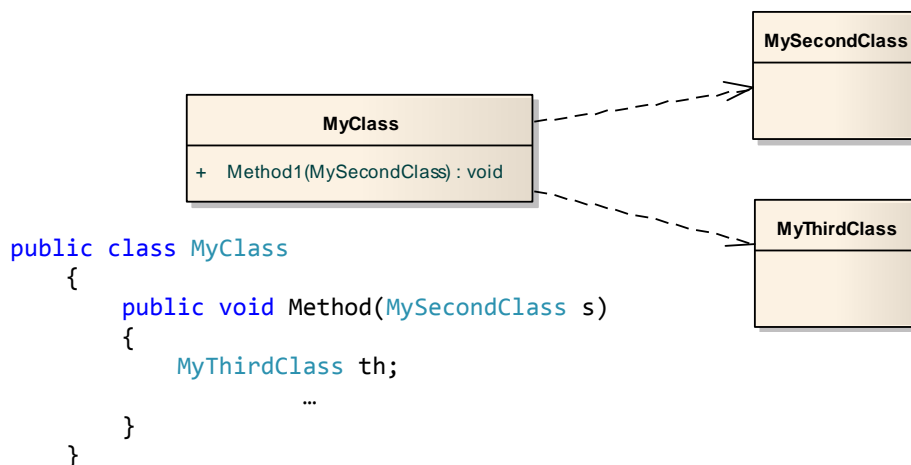 MySecondClass
MyClass
+ Method1(MySecondClass) : void
MyThirdClass
public class MyClass
{
public void Method(MySecondClass s)
{
MyThirdClass th;
…
}
}